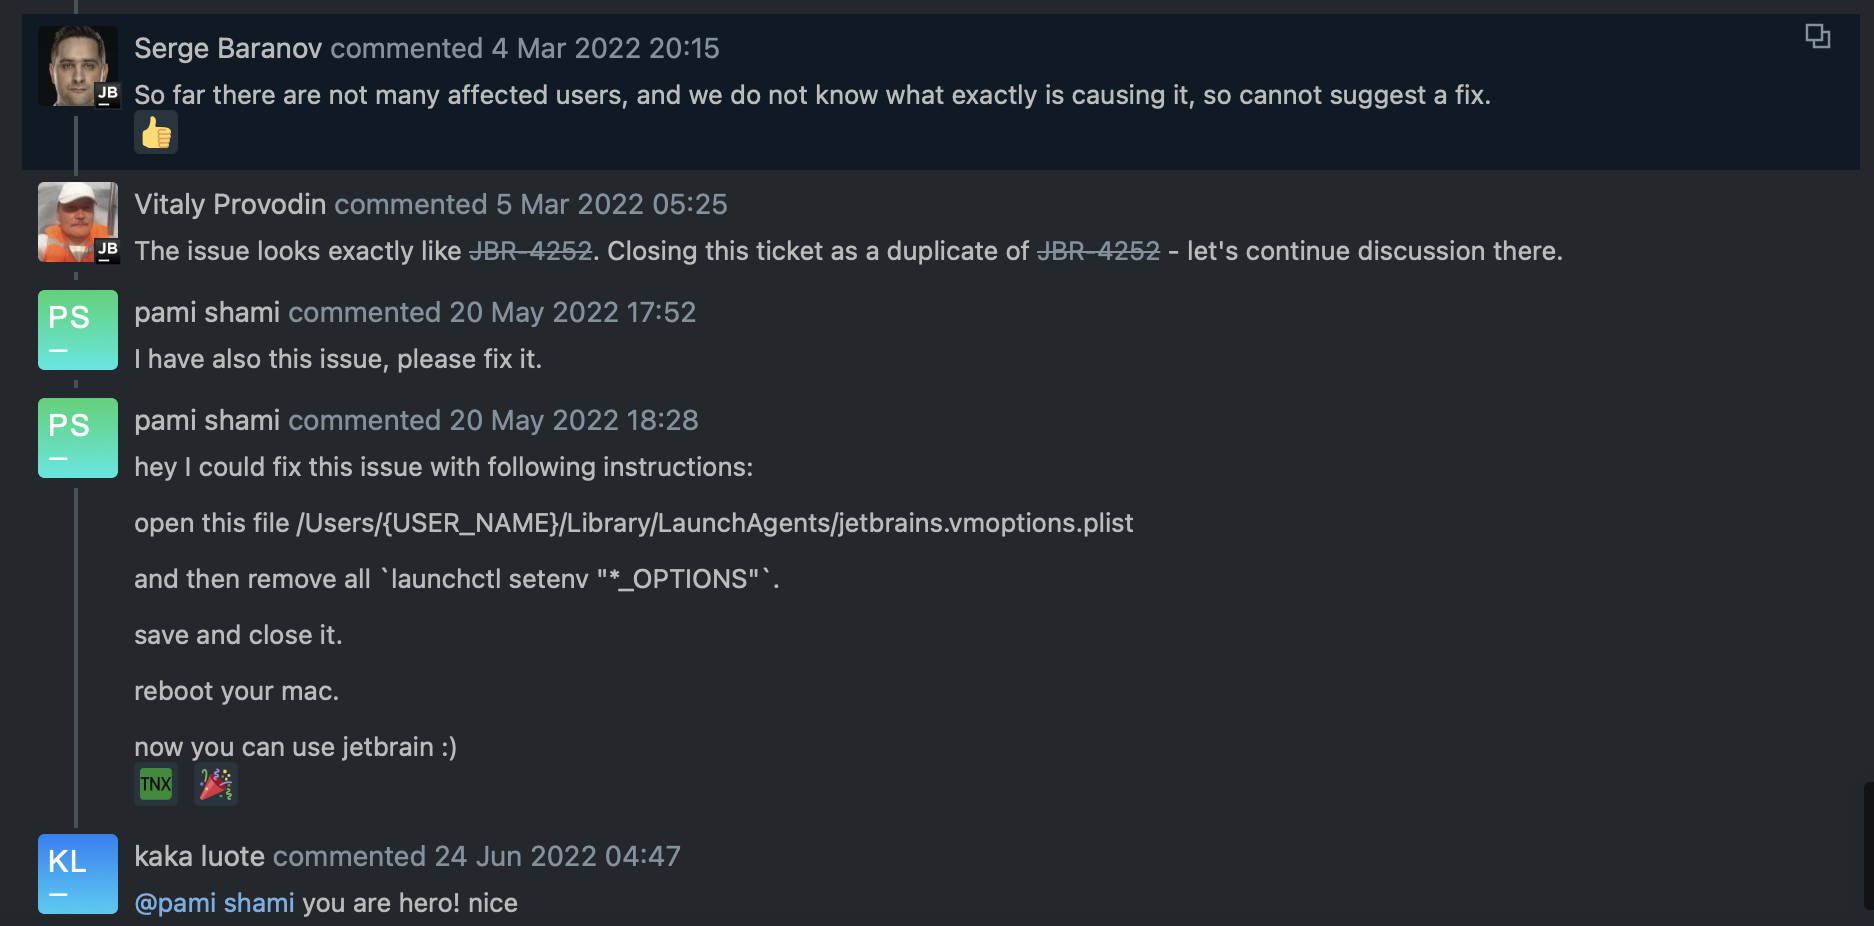 Serge Baranov commented 4 Mar 2022 20:15
JB
So far there are not many affected users, and we do not know what exactly is causing it, so cannot suggest a fix.
Vitaly Provodin commented 5 Mar 2022 05:25
JB
The issue looks exactly like JBR-4252. Closing this ticket as a duplicate of JBR-4252 - let's continue discussion there.
PS
pami shami commented 20 May 2022 17:52
I have also this issue, please fix it.
PS
pami shami commented 20 May 2022 18:28
hey I could fix this issue with following instructions:
open this file /Users/{USER_NAME}/Library/LaunchAgents/jetbrains.vmoptions.plist
and then remove all `launchctl setenv "*_OPTIONS"`.
save and close it.
reboot your mac.
now you can use jetbrain :)
TNX
KL
kaka luote commented 24 Jun 2022 04:47
@pami shami you are hero! nice